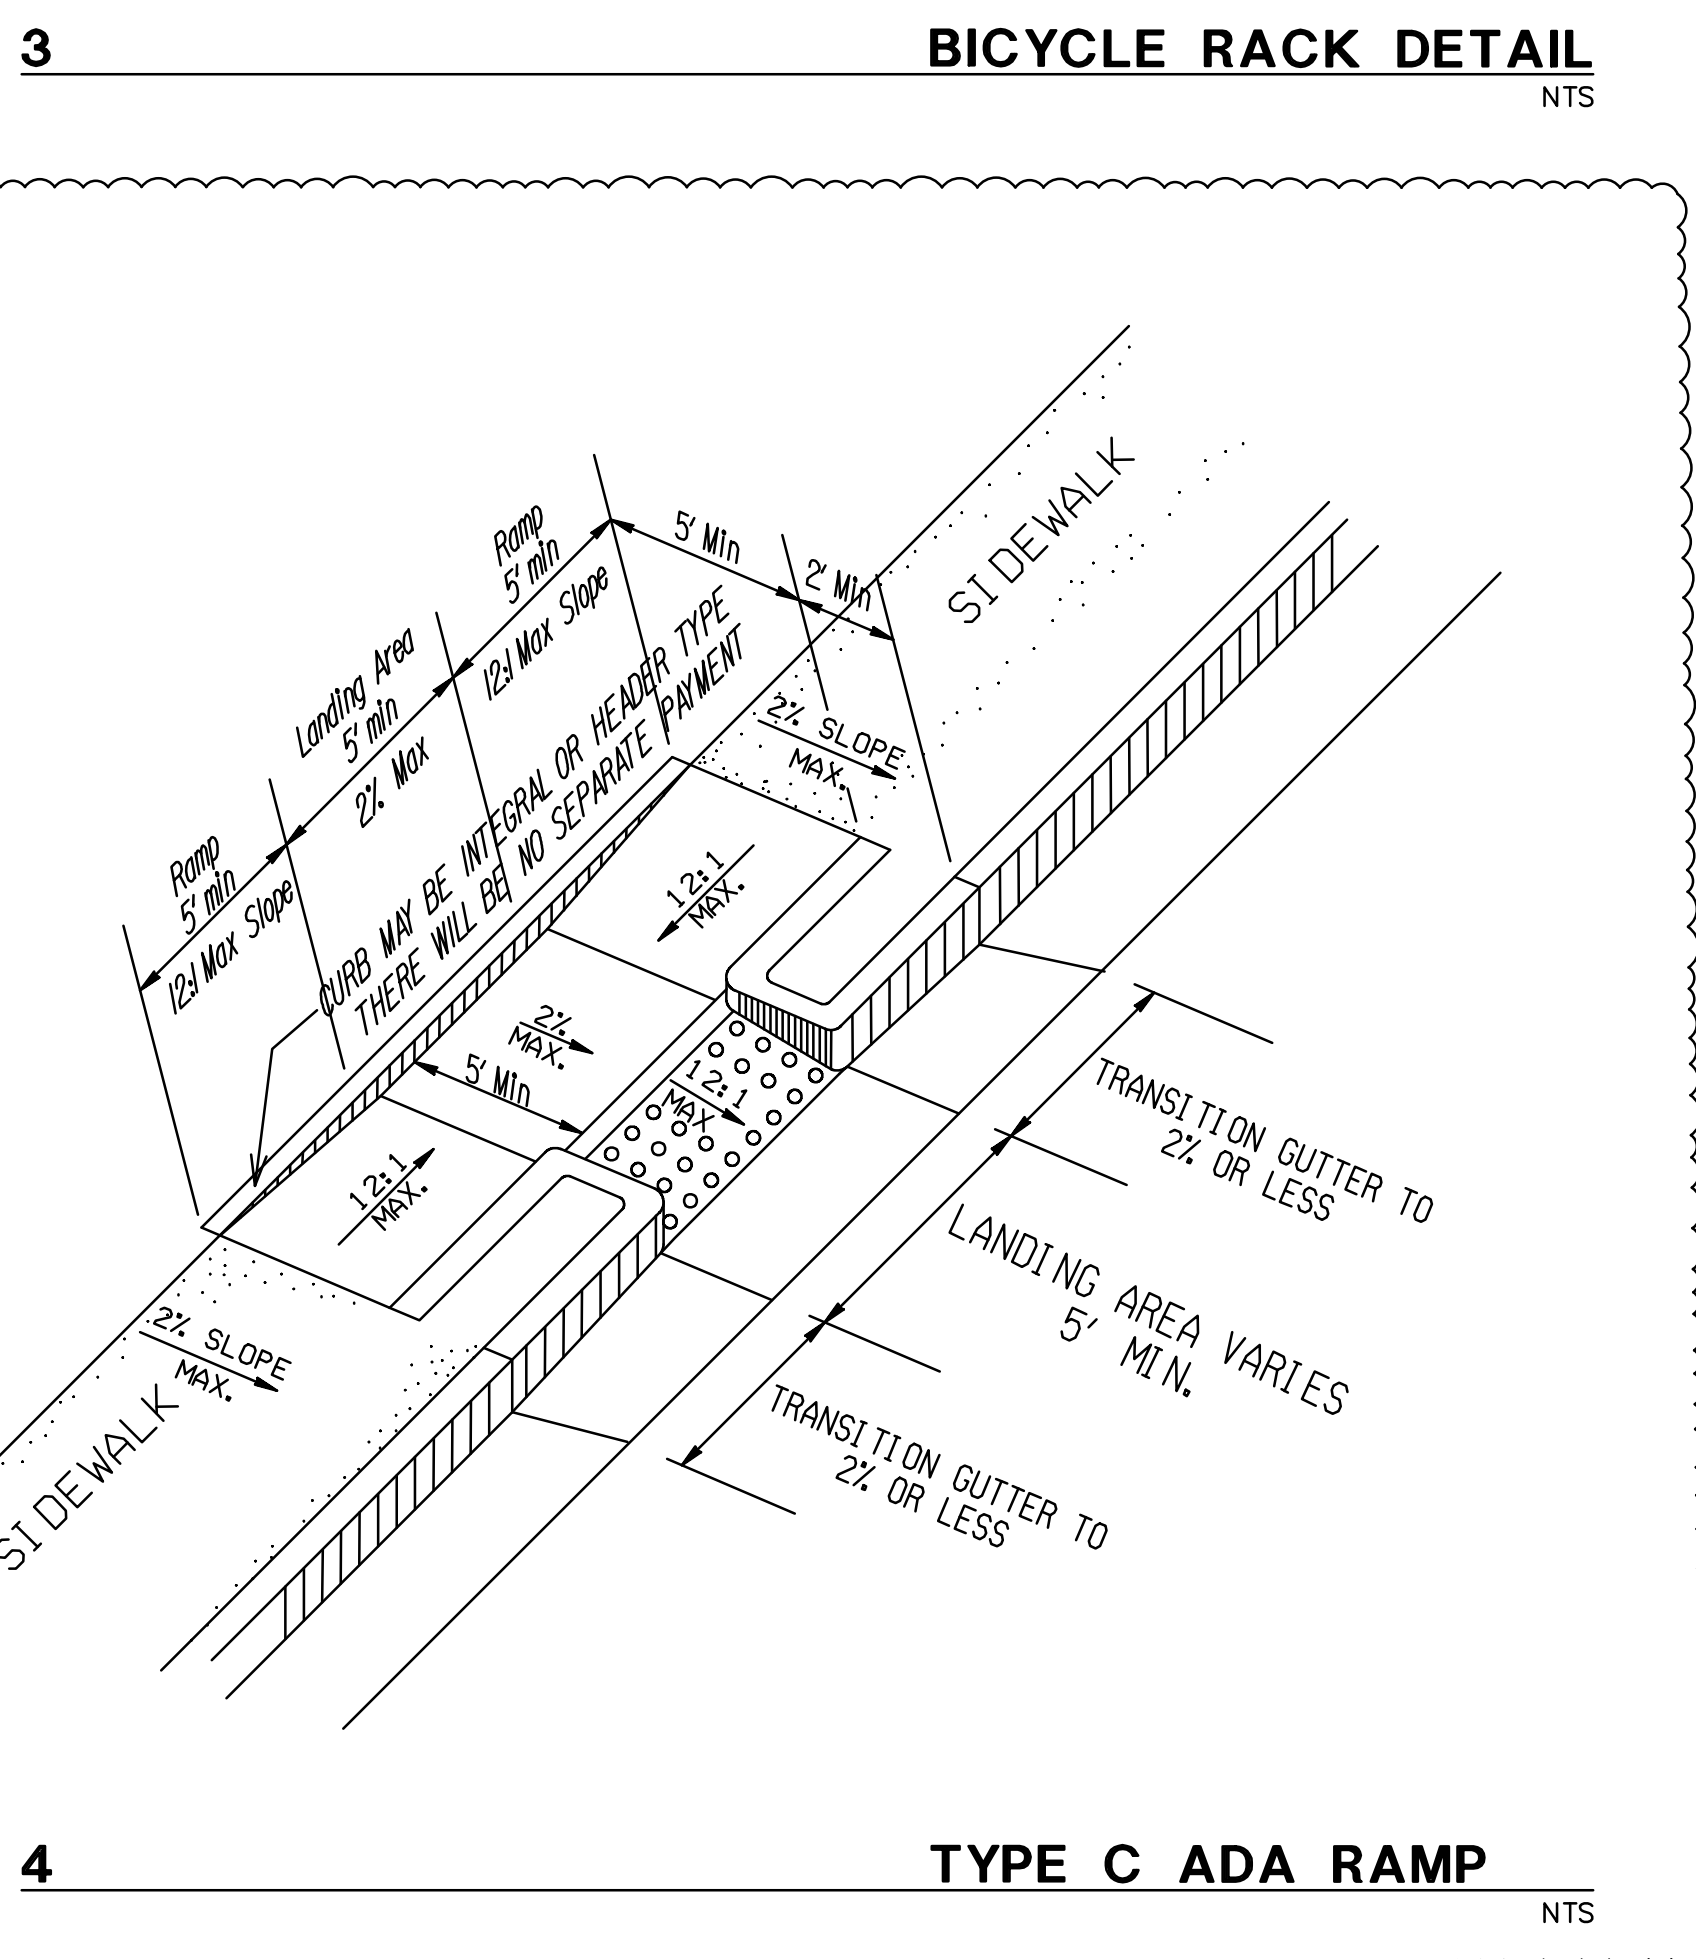 3 BICYCLE RACK DETAIL
NTS
SIDEWALK
Ramp
5' min
12:1 Max Slope
5' Min
2' Min
Landing Area
5' min
2% Max
Ramp
5' min
12:1 Max Slope
CURB MAY BE INTEGRAL OR HEADER TYPE
THERE WILL BE NO SEPARATE PAYMENT
2% SLOPE
MAX.
12:1
MAX.
2%
MAX.
5' Min
12:1
MAX
12:1
MAX.
TRANSITION GUTTER TO
2% OR LESS
LANDING AREA VARIES
5' MIN.
TRANSITION GUTTER TO
2% OR LESS
2% SLOPE
MAX.
SIDEWALK
4 TYPE C ADA RAMP
NTS